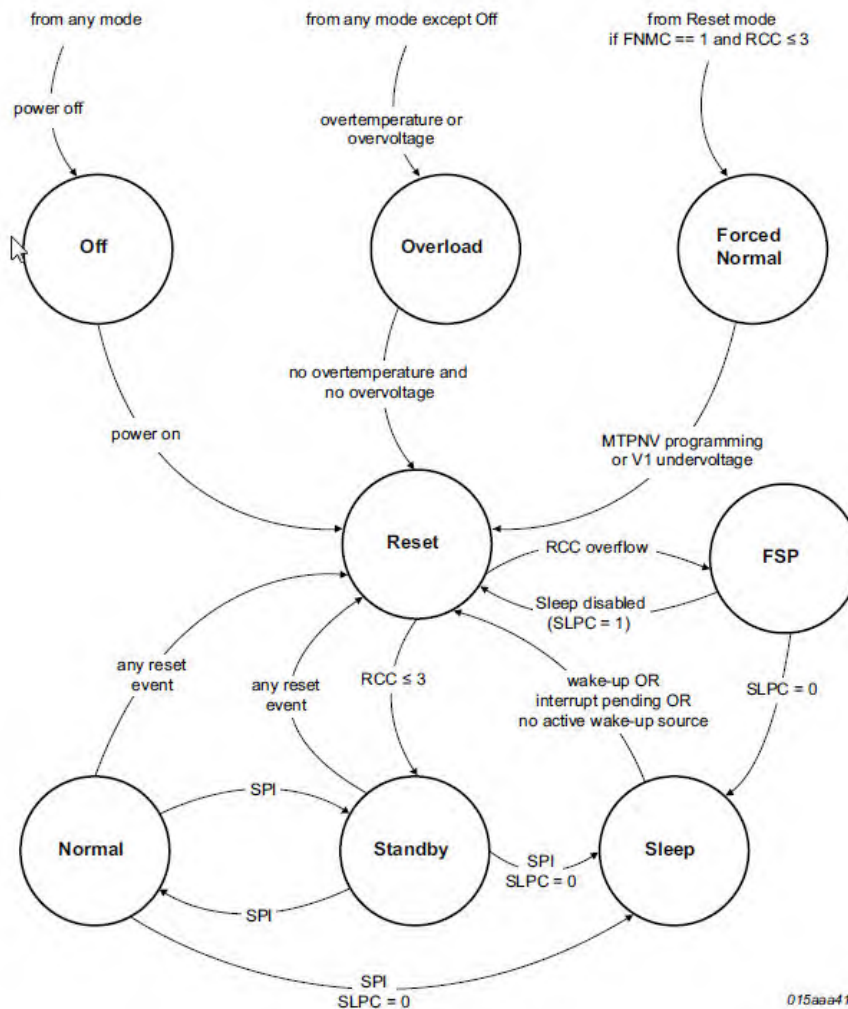 from any mode
from any mode except Off
from Reset mode
if FNMC == 1 and RCC ≤ 3
power off
overtemperature or
overvoltage
Off
Overload
Forced
Normal
no overtemperature and
no overvoltage
power on
MTPNV programming
or V1 undervoltage
Reset
RCC overflow
FSP
Sleep disabled
(SLPC = 1)
any reset
event
any reset
event
RCC ≤ 3
wake-up OR
interrupt pending OR
no active wake-up source
SLPC = 0
SPI
Normal
Standby
Sleep
SPI
SLPC = 0
SPI
SPI
SLPC = 0
015aaa41